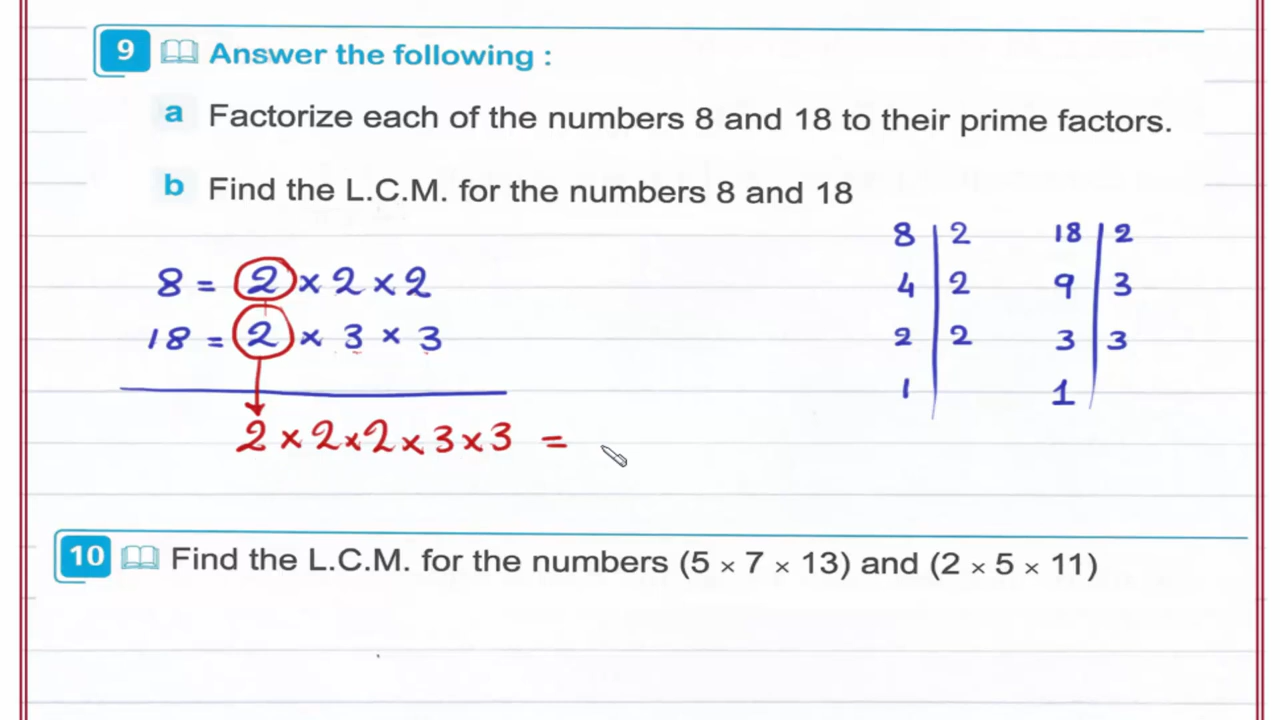 9 Answer the following :
a Factorize each of the numbers 8 and 18 to their prime factors.
b Find the L.C.M. for the numbers 8 and 18
8 = 2 × 2 × 2
18 = 2 × 3 × 3
2 × 2 × 2 × 3 × 3 =
8 | 2
4 | 2
2 | 2
1
18 | 2
9 | 3
3 | 3
1
10 Find the L.C.M. for the numbers (5 × 7 × 13) and (2 × 5 × 11)